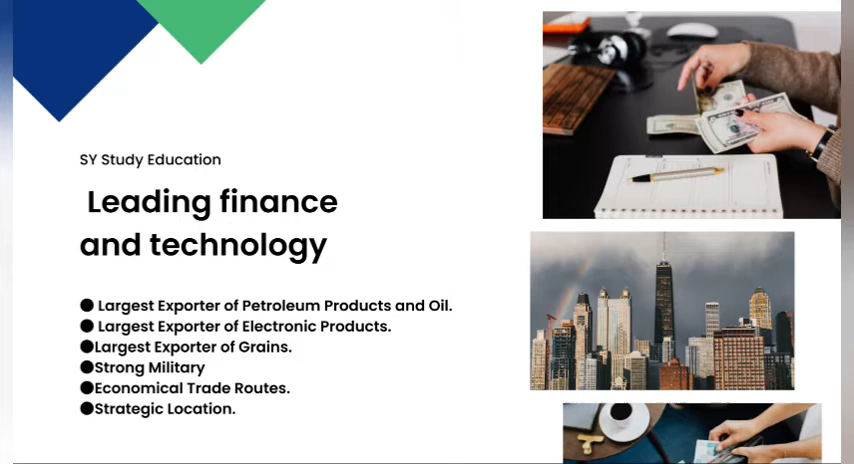 SY Study Education
Leading finance
and technology
● Largest Exporter of Petroleum Products and Oil.
● Largest Exporter of Electronic Products.
●Largest Exporter of Grains.
●Strong Military
●Economical Trade Routes.
●Strategic Location.